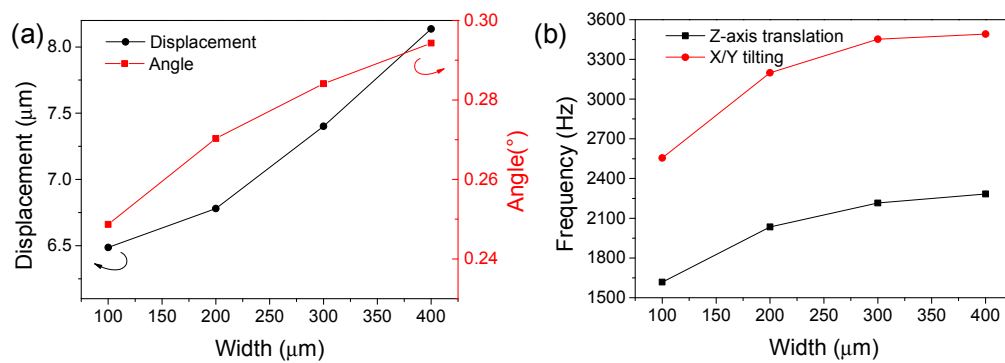 (a)
Displacement
Angle
Displacement (μm)
8.0
7.5
7.0
6.5
0.30
0.28
0.26
0.24
Angle(°)
100 150 200 250 300 350 400
Width (μm)
(b)
Z-axis translation
X/Y tilting
Frequency (Hz)
3600
3300
3000
2700
2400
2100
1800
1500
100 150 200 250 300 350 400
Width (μm)